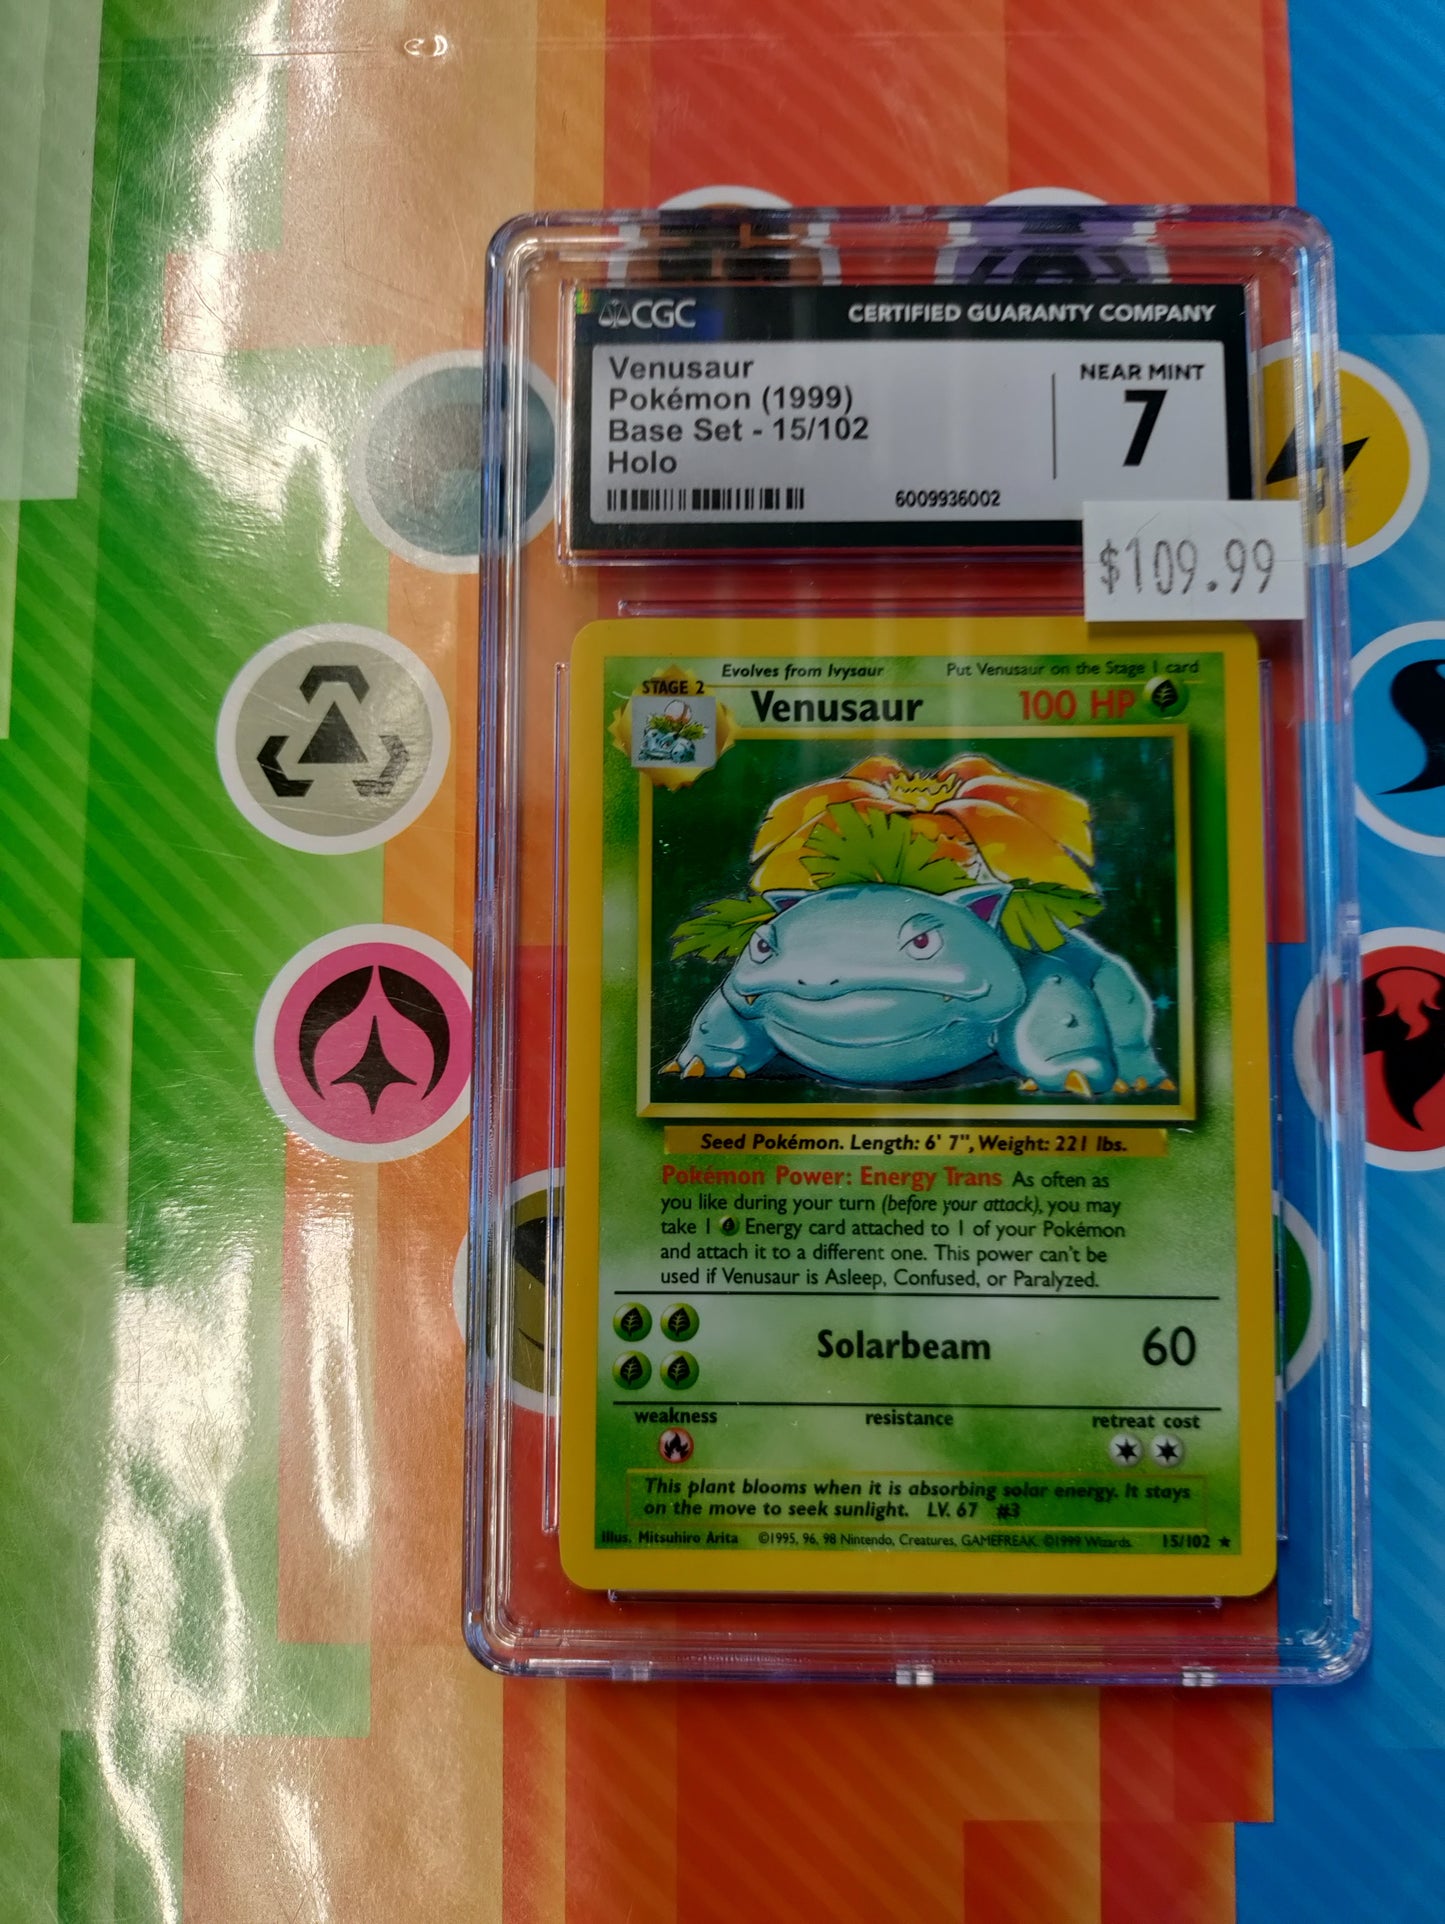 CGC
CERTIFIED GUARANTY COMPANY
Venusaur
Pokémon (1999)
Base Set - 15/102
Holo
NEAR MINT
7
6009936002
$109.99
Evolves from Ivysaur
Put Venusaur on the Stage 1 card
STAGE 2
Venusaur
100 HP
Seed Pokémon. Length: 6' 7", Weight: 221 lbs.
Pokémon Power: Energy Trans As often as
you like during your turn (before your attack), you may
take 1 Energy card attached to 1 of your Pokémon
and attach it to a different one. This power can't be
used if Venusaur is Asleep, Confused, or Paralyzed.
Solarbeam
60
weakness
resistance
retreat cost
This plant blooms when it is absorbing solar energy. It stays
on the move to seek sunlight. LV. 67 #3
Illus. Mitsuhiro Arita
©1995, 96, 98 Nintendo, Creatures, GAMEFREAK. ©1999 Wizards.
15/102 ★